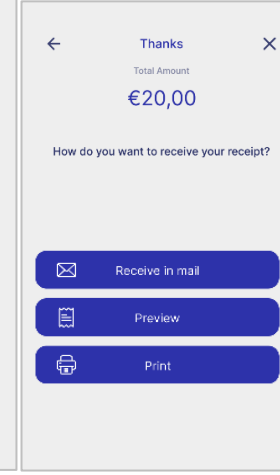 Thanks
Total Amount
€20,00
How do you want to receive your receipt?
Receive in mail
Preview
Print